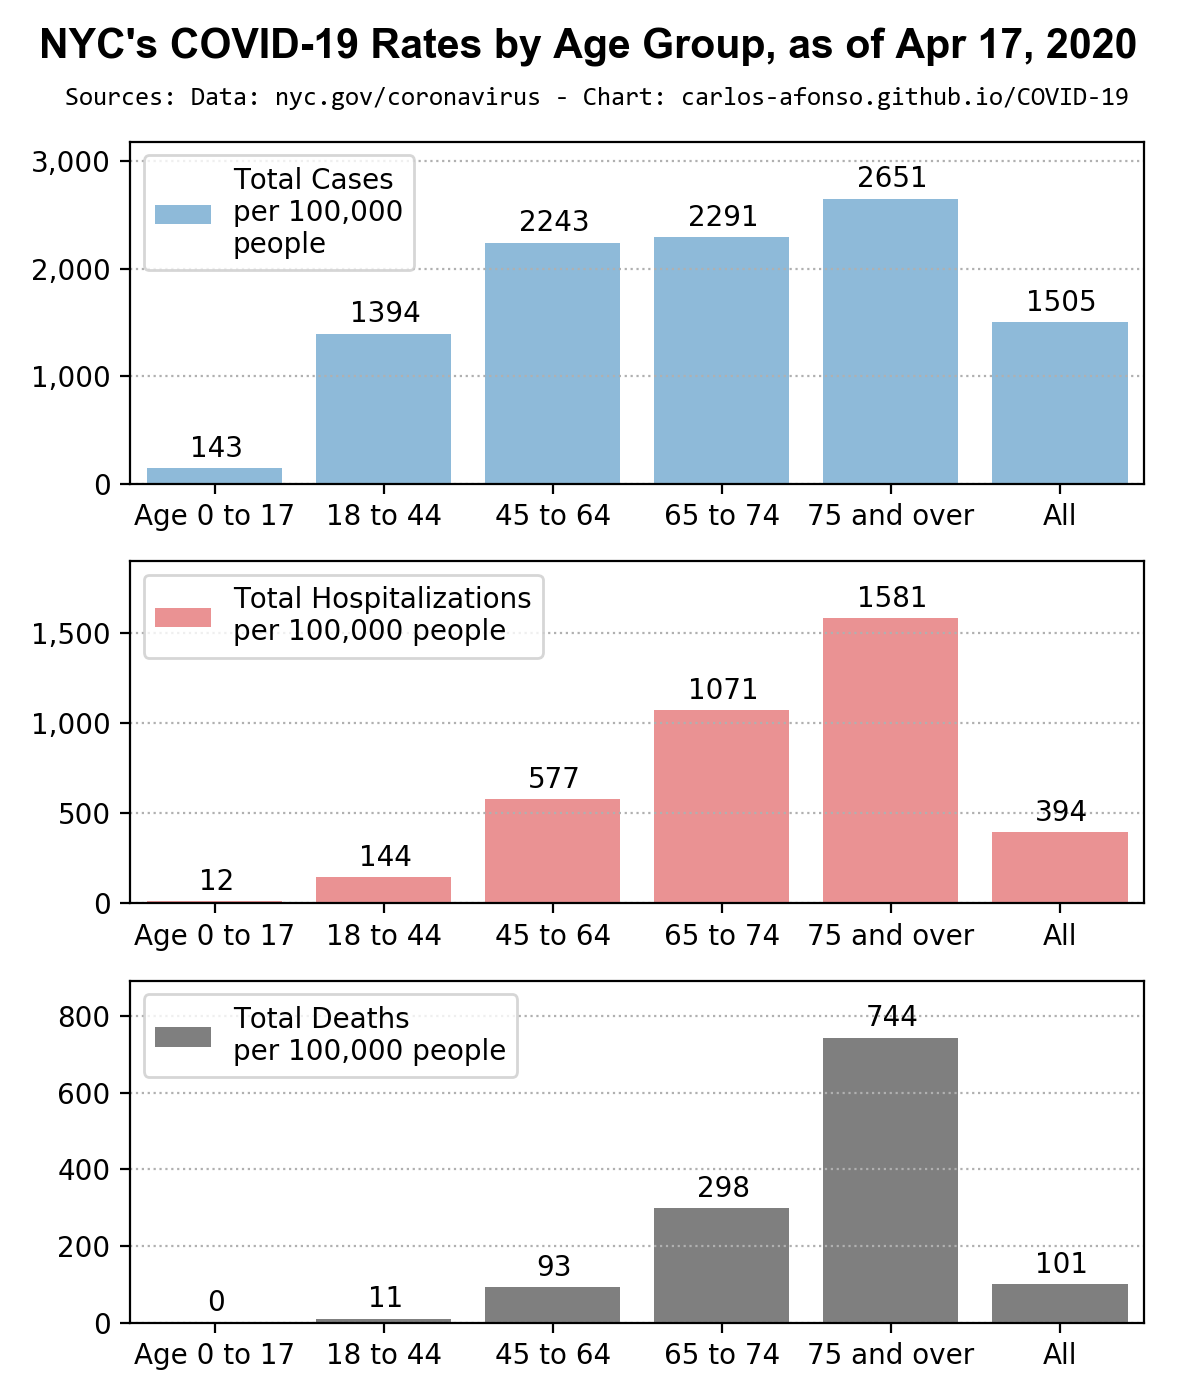 NYC's COVID-19 Rates by Age Group, as of Apr 17, 2020
Sources: Data: nyc.gov/coronavirus - Chart: carlos-afonso.github.io/COVID-19
Total Cases
per 100,000
people
3,000
2,000
1,000
0
143
1394
2243
2291
2651
1505
Age 0 to 17
18 to 44
45 to 64
65 to 74
75 and over
All
Total Hospitalizations
per 100,000 people
1,500
1,000
500
0
12
144
577
1071
1581
394
Age 0 to 17
18 to 44
45 to 64
65 to 74
75 and over
All
Total Deaths
per 100,000 people
800
600
400
200
0
0
11
93
298
744
101
Age 0 to 17
18 to 44
45 to 64
65 to 74
75 and over
All